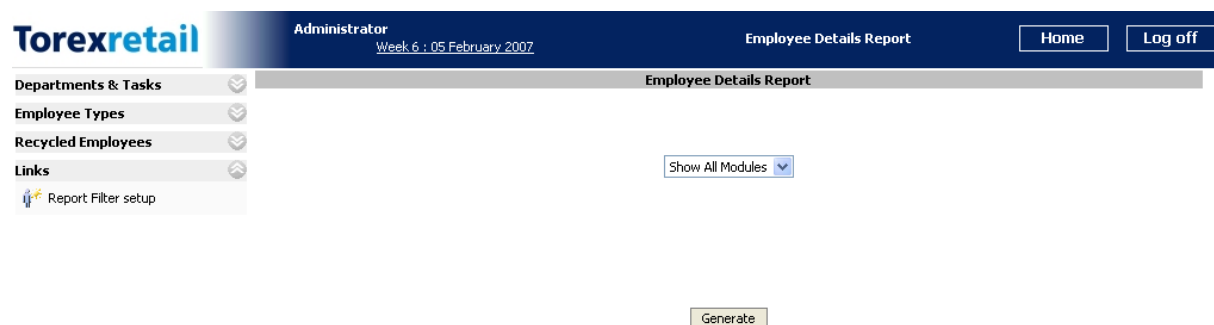 Torexretail
Administrator
Week 6 : 05 February 2007
Employee Details Report
Home
Log off
Departments & Tasks
Employee Types
Recycled Employees
Links
Report Filter setup
Employee Details Report
Show All Modules
Generate